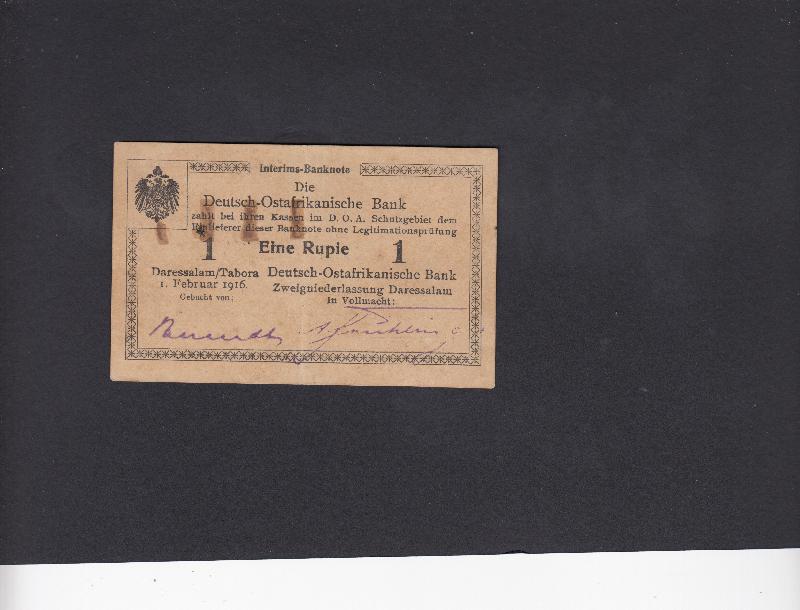 Interims-Banknote
Die
Deutsch-Ostafrikanische Bank
zahlt bei ihren Kassen im D. O. A. Schutzgebiet dem
Einlieferer dieser Banknote ohne Legitimationsprüfung
1 Eine Rupie 1
Daressalam/Tabora
1. Februar 1916.
Gebucht von:
Deutsch-Ostafrikanische Bank
Zweigniederlassung Daressalam
in Vollmacht: